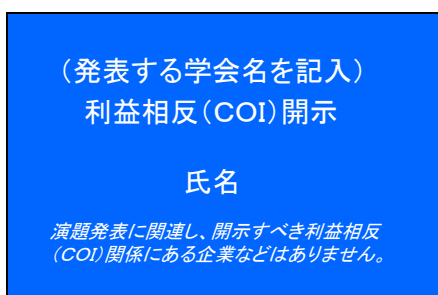 （発表する学会名を記入）
利益相反（COI）開示
氏名
演題発表に関連し、開示すべき利益相反
（COI）関係にある企業などはありません。